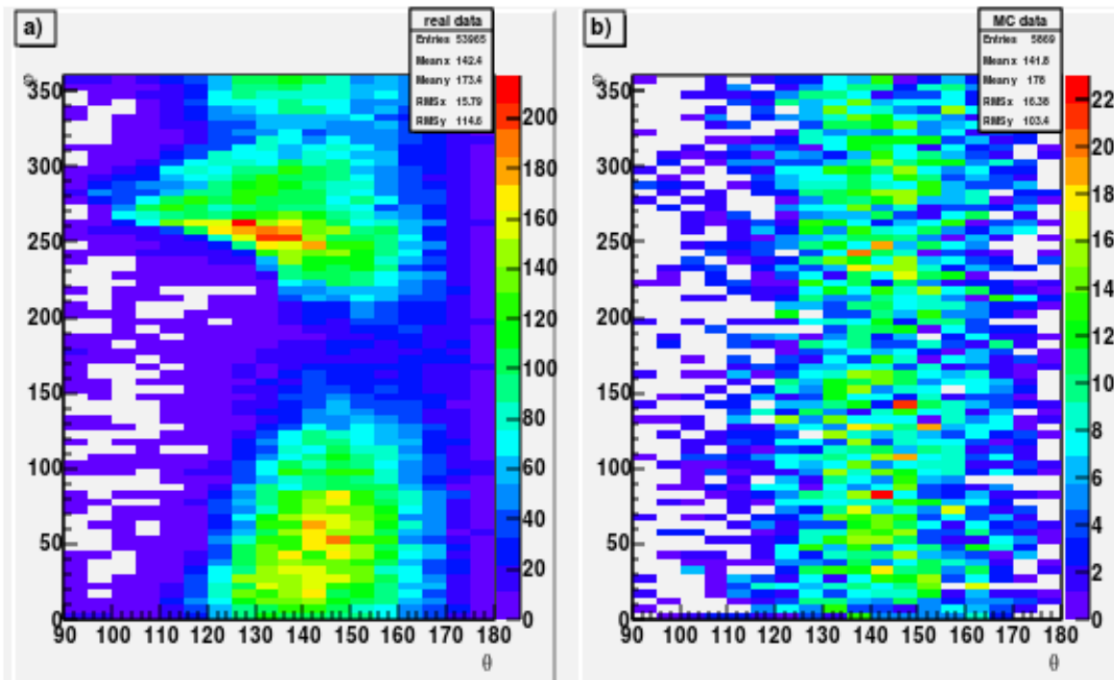 a)
real data
Entries 53965
Mean x 142.4
Mean y 173.4
RMS x 15.79
RMS y 114.6
φ
350
300
250
200
150
100
50
0
90 100 110 120 130 140 150 160 170 180
θ
200
180
160
140
120
100
80
60
40
20
0
b)
MC data
Entries 5869
Mean x 141.8
Mean y 178
RMS x 16.36
RMS y 103.4
φ
350
300
250
200
150
100
50
0
90 100 110 120 130 140 150 160 170 180
θ
22
20
18
16
14
12
10
8
6
4
2
0